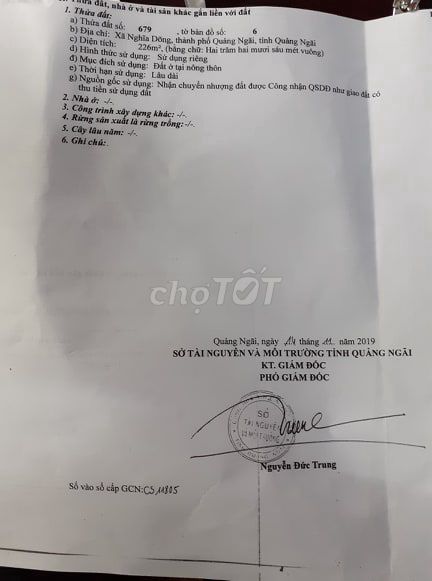 Thửa đất, nhà ở và tài sản khác gắn liền với đất
1. Thửa đất:
a) Thửa đất số: 679 , tờ bản đồ số: 6
b) Địa chỉ: Xã Nghĩa Dõng, thành phố Quảng Ngãi, tỉnh Quảng Ngãi
c) Diện tích: 226m², (bằng chữ: Hai trăm hai mươi sáu mét vuông)
d) Hình thức sử dụng: Sử dụng riêng
đ) Mục đích sử dụng: Đất ở tại nông thôn
e) Thời hạn sử dụng: Lâu dài
g) Nguồn gốc sử dụng: Nhận chuyển nhượng đất được Công nhận QSDĐ như giao đất có
thu tiền sử dụng đất
2. Nhà ở: -/-
3. Công trình xây dựng khác: -/-
4. Rừng sản xuất là rừng trồng: -/-
5. Cây lâu năm: -/-
6. Ghi chú:
chợTỐT
Quảng Ngãi, ngày tháng 11 năm 2019
SỞ TÀI NGUYÊN VÀ MÔI TRƯỜNG TỈNH QUẢNG NGÃI
KT. GIÁM ĐỐC
PHÓ GIÁM ĐỐC
SỞ
TÀI NGUYÊN
VÀ MÔI TRƯỜNG
Nguyễn Đức Trung
Số vào sổ cấp GCN: CS11805